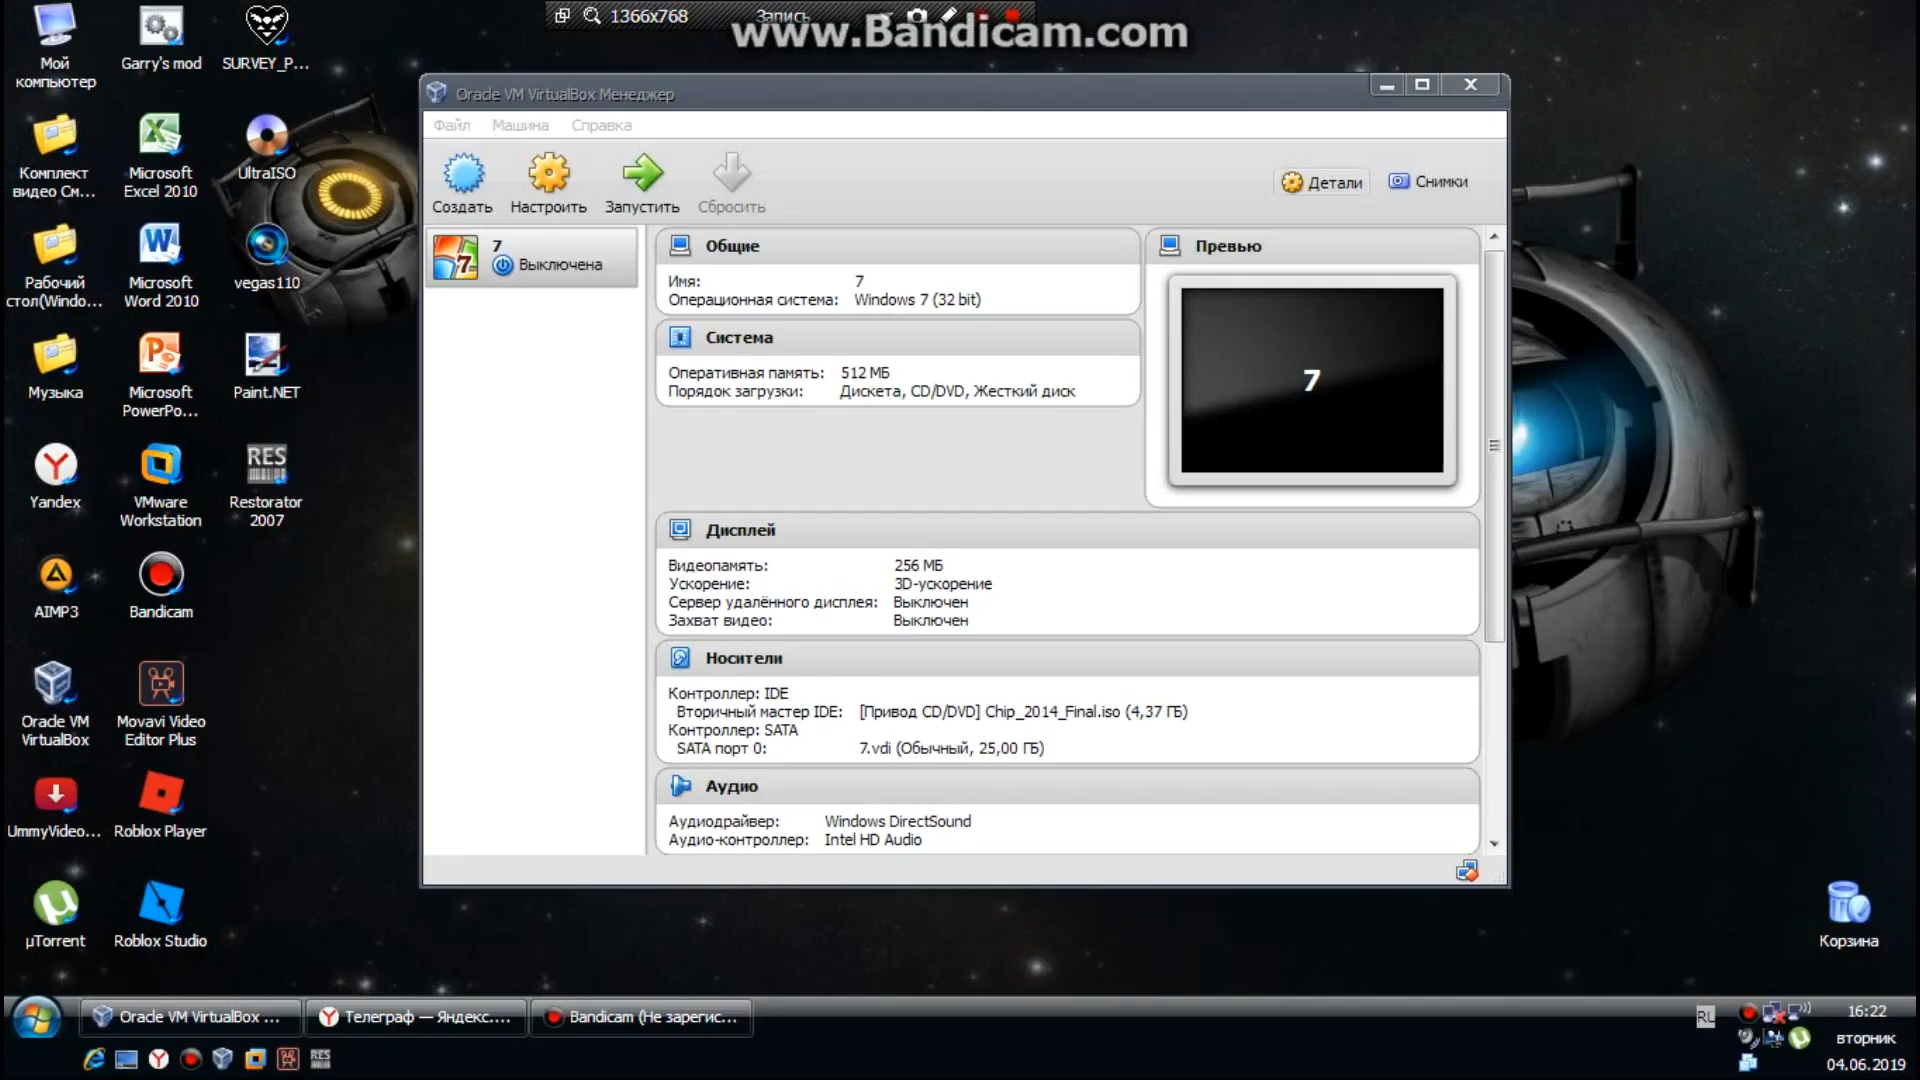 1366x768
Запись
www.Bandicam.com
Мой
компьютер
Garry's mod
SURVEY_P...
Комплект
видео См...
Microsoft
Excel 2010
UltraISO
Рабочий
стол(Windo...
Microsoft
Word 2010
vegas110
Музыка
Microsoft
PowerPo...
Paint.NET
Yandex
VMware
Workstation
Restorator
2007
AIMP3
Bandicam
Oracle VM
VirtualBox
Movavi Video
Editor Plus
UmmyVideo...
Roblox Player
µTorrent
Roblox Studio
Oracle VM VirtualBox Менеджер
Файл Машина Справка
Создать Настроить Запустить Сбросить
Детали Снимки
7
Выключена
Общие
Имя: 7
Операционная система: Windows 7 (32 bit)
Система
Оперативная память: 512 МБ
Порядок загрузки: Дискета, CD/DVD, Жесткий диск
Превью
7
Дисплей
Видеопамять: 256 МБ
Ускорение: 3D-ускорение
Сервер удалённого дисплея: Выключен
Захват видео: Выключен
Носители
Контроллер: IDE
Вторичный мастер IDE: [Привод CD/DVD] Chip_2014_Final.iso (4,37 ГБ)
Контроллер: SATA
SATA порт 0: 7.vdi (Обычный, 25,00 ГБ)
Аудио
Аудиодрайвер: Windows DirectSound
Аудио-контроллер: Intel HD Audio
Корзина
Oracle VM VirtualBox ...
Телеграф — Яндекс....
Bandicam (Не зарегис...
RES
RL
16:22
вторник
04.06.2019